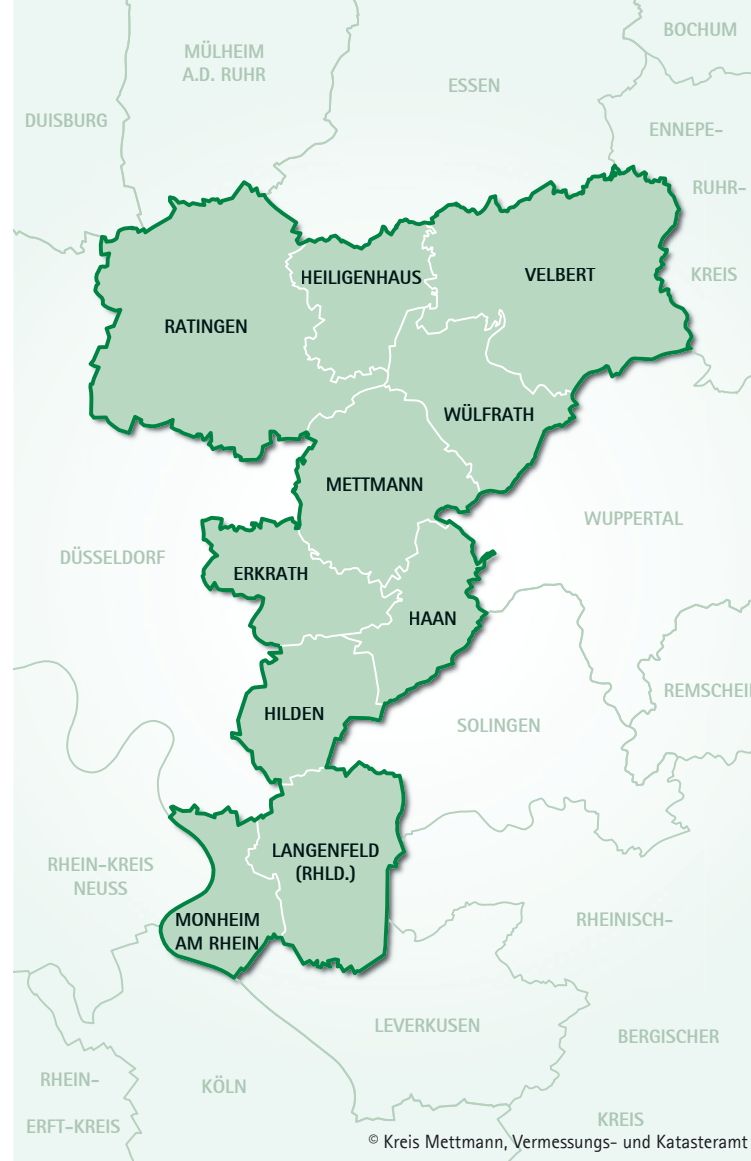 BOCHUM
MÜLHEIM
A.D. RUHR
ESSEN
DUISBURG
ENNEPE-
RUHR-
KREIS
HEILIGENHAUS
VELBERT
RATINGEN
WÜLFRATH
METTMANN
WUPPERTAL
DÜSSELDORF
ERKRATH
HAAN
REMSCHEI
HILDEN
SOLINGEN
LANGENFELD
(RHLD.)
RHEIN-KREIS
NEUSS
MONHEIM
AM RHEIN
RHEINISCH-
LEVERKUSEN
BERGISCHER
RHEIN-
KÖLN
ERFT-KREIS
KREIS
© Kreis Mettmann, Vermessungs- und Katasteramt